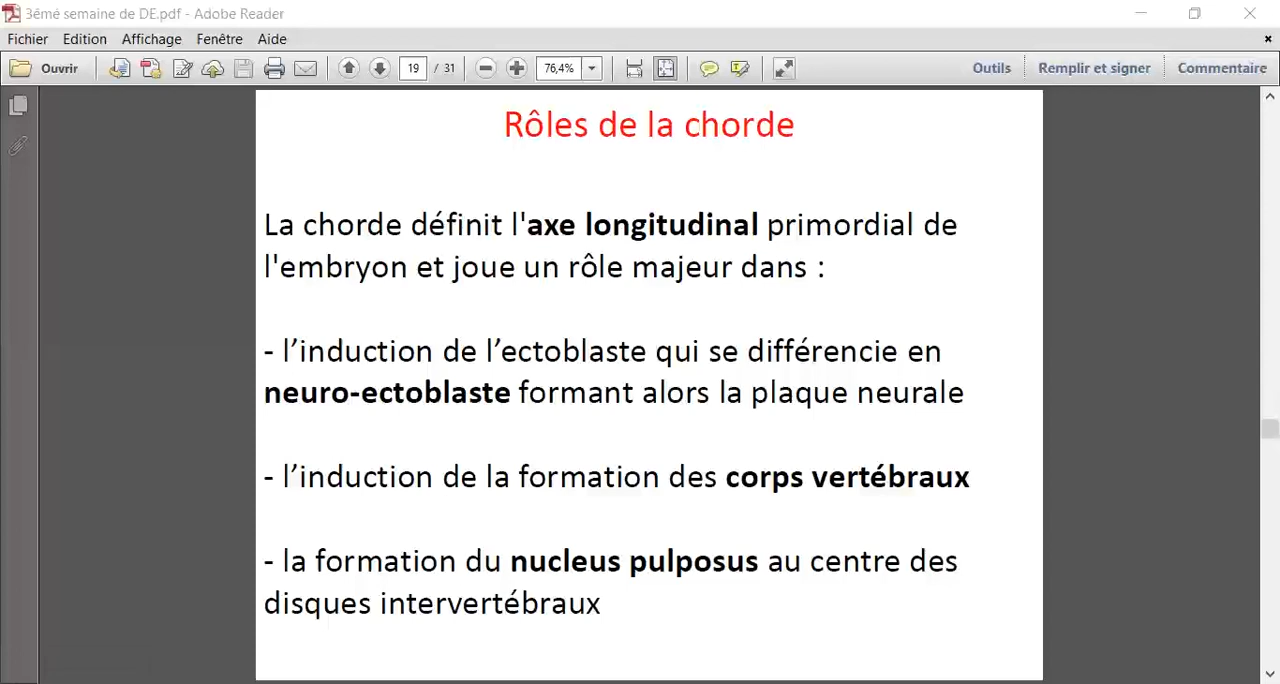 3émé semaine de DE.pdf - Adobe Reader
Fichier Edition Affichage Fenêtre Aide
Ouvrir 19 / 31 76,4% Outils Remplir et signer Commentaire
Rôles de la chorde
La chorde définit l'axe longitudinal primordial de
l'embryon et joue un rôle majeur dans :
- l’induction de l’ectoblaste qui se différencie en
neuro-ectoblaste formant alors la plaque neurale
- l’induction de la formation des corps vertébraux
- la formation du nucleus pulposus au centre des
disques intervertébraux